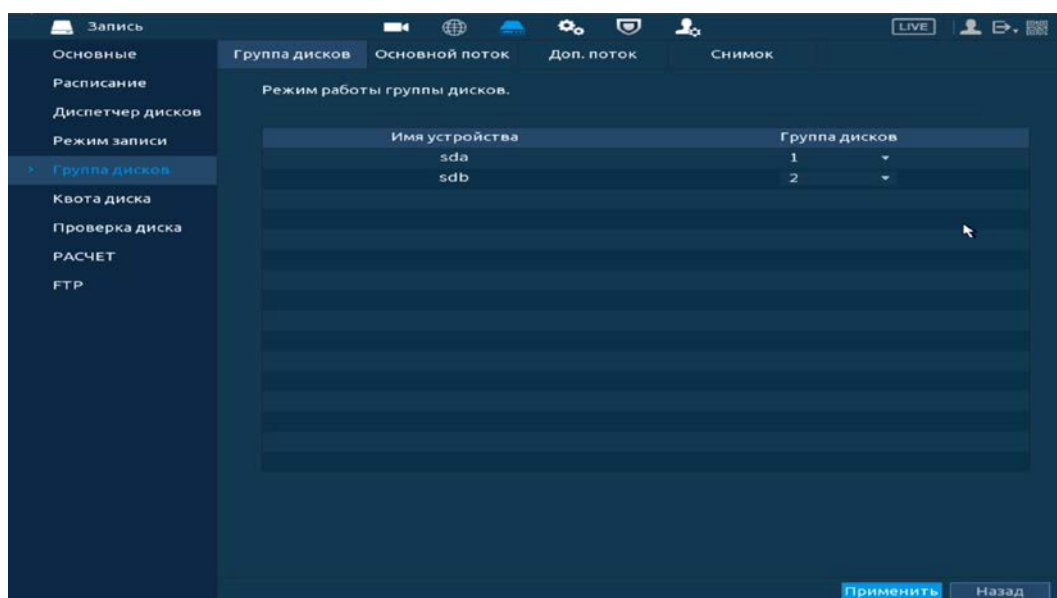 Запись
LIVE
Основные
Расписание
Диспетчер дисков
Режим записи
Группа дисков
Квота диска
Проверка диска
РАСЧЕТ
FTP
Группа дисков Основной поток Доп. поток Снимок
Режим работы группы дисков.
Имя устройства Группа дисков
sda 1
sdb 2
Применить Назад